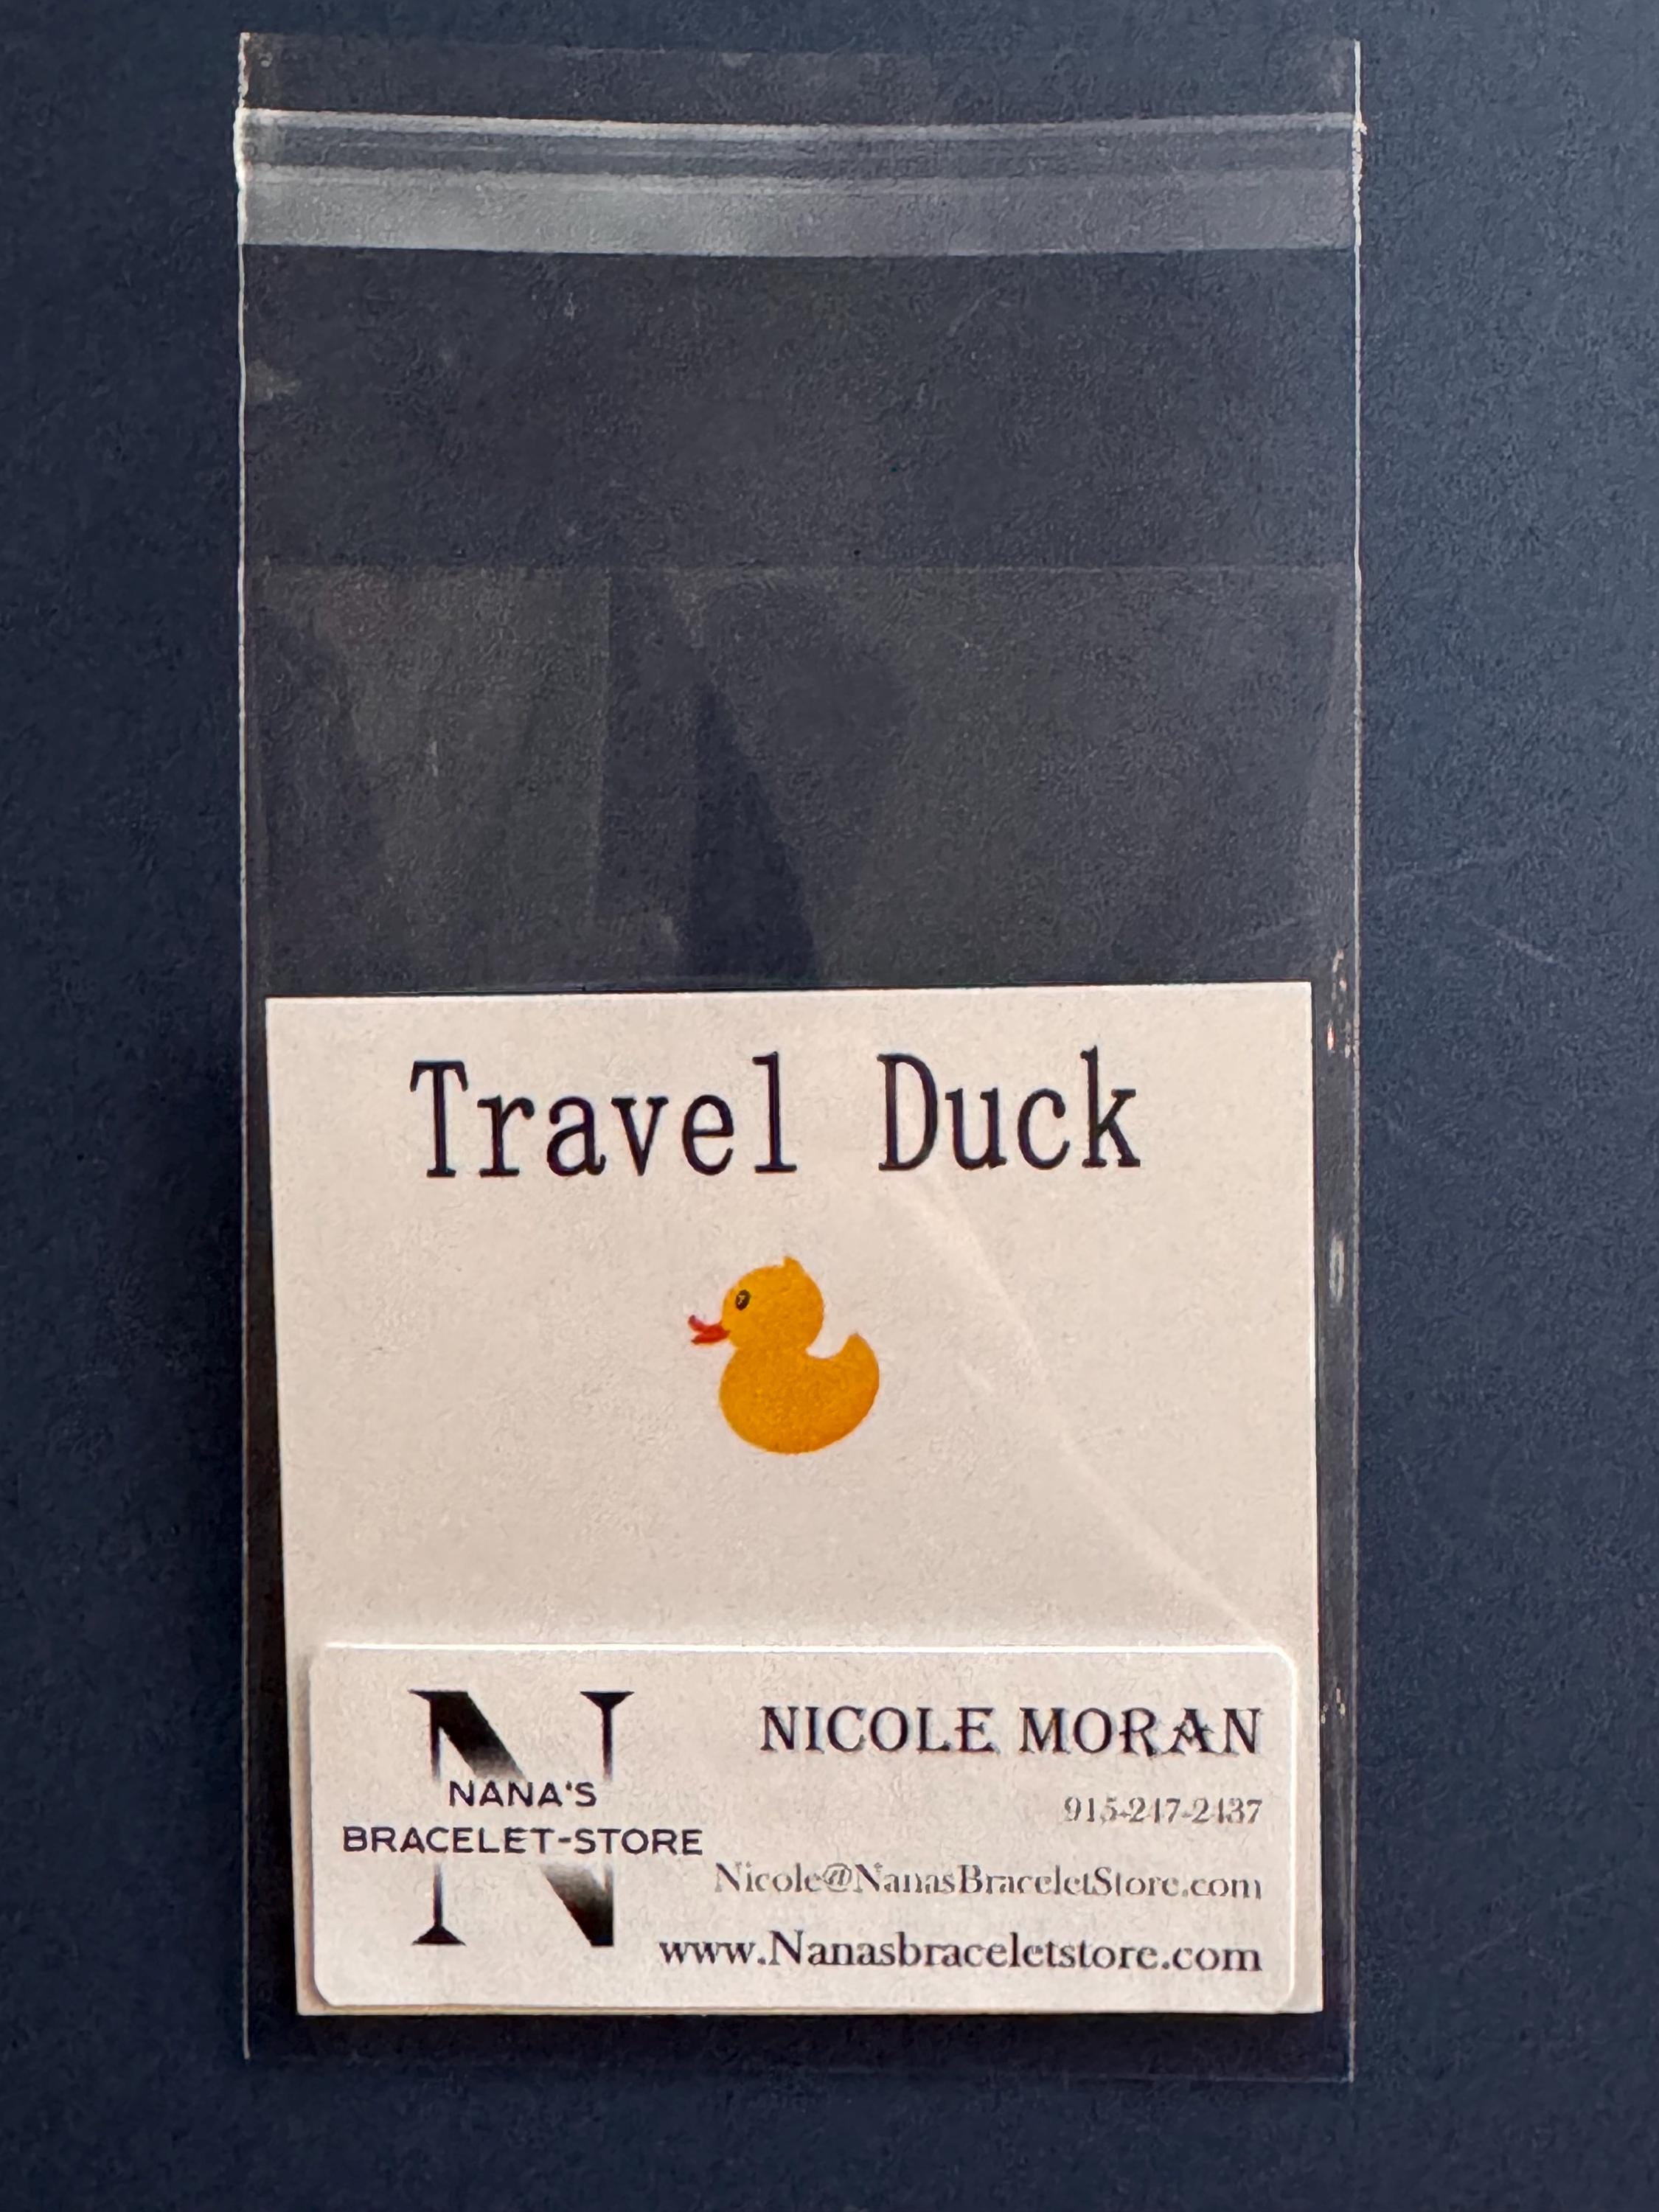 Travel Duck
NANA'S
BRACELET-STORE
NICOLE MORAN
915-247-2437
Nicole@NanasBraceletStore.com
www.Nanasbraceletstore.com